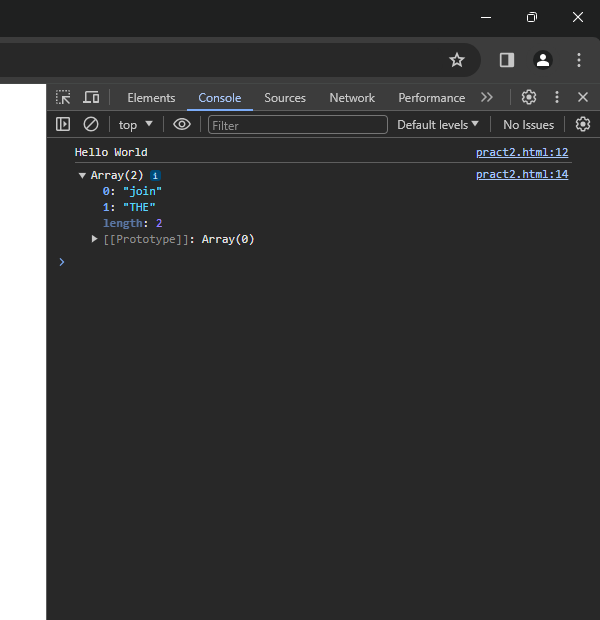 Elements Console Sources Network Performance
top Filter Default levels No Issues
Hello World pract2.html:12
Array(2) i pract2.html:14
0: "join"
1: "THE"
length: 2
[[Prototype]]: Array(0)